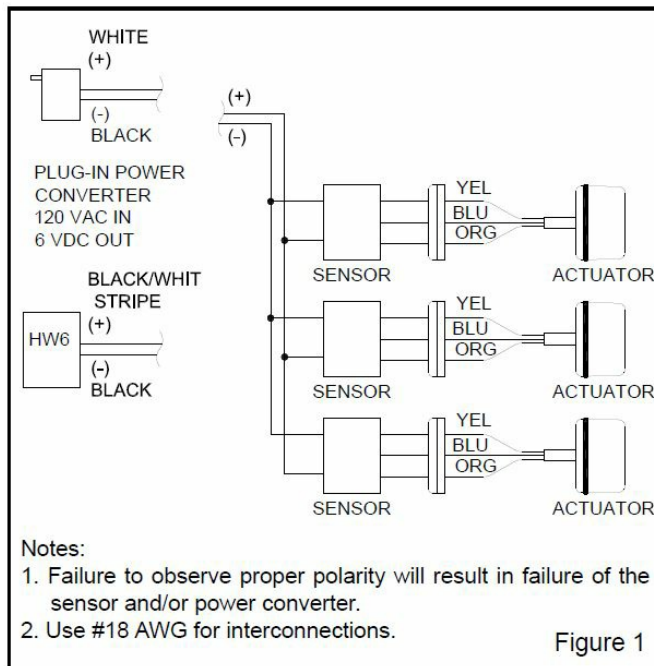 WHITE
(+)
(-)
BLACK
PLUG-IN POWER
CONVERTER
120 VAC IN
6 VDC OUT
BLACK/WHIT
STRIPE
(+)
HW6
(-)
BLACK
(+)
(-)
YEL
BLU
ORG
SENSOR
ACTUATOR
YEL
BLU
ORG
SENSOR
ACTUATOR
YEL
BLU
ORG
SENSOR
ACTUATOR
Notes:
1. Failure to observe proper polarity will result in failure of the
sensor and/or power converter.
2. Use #18 AWG for interconnections.
Figure 1